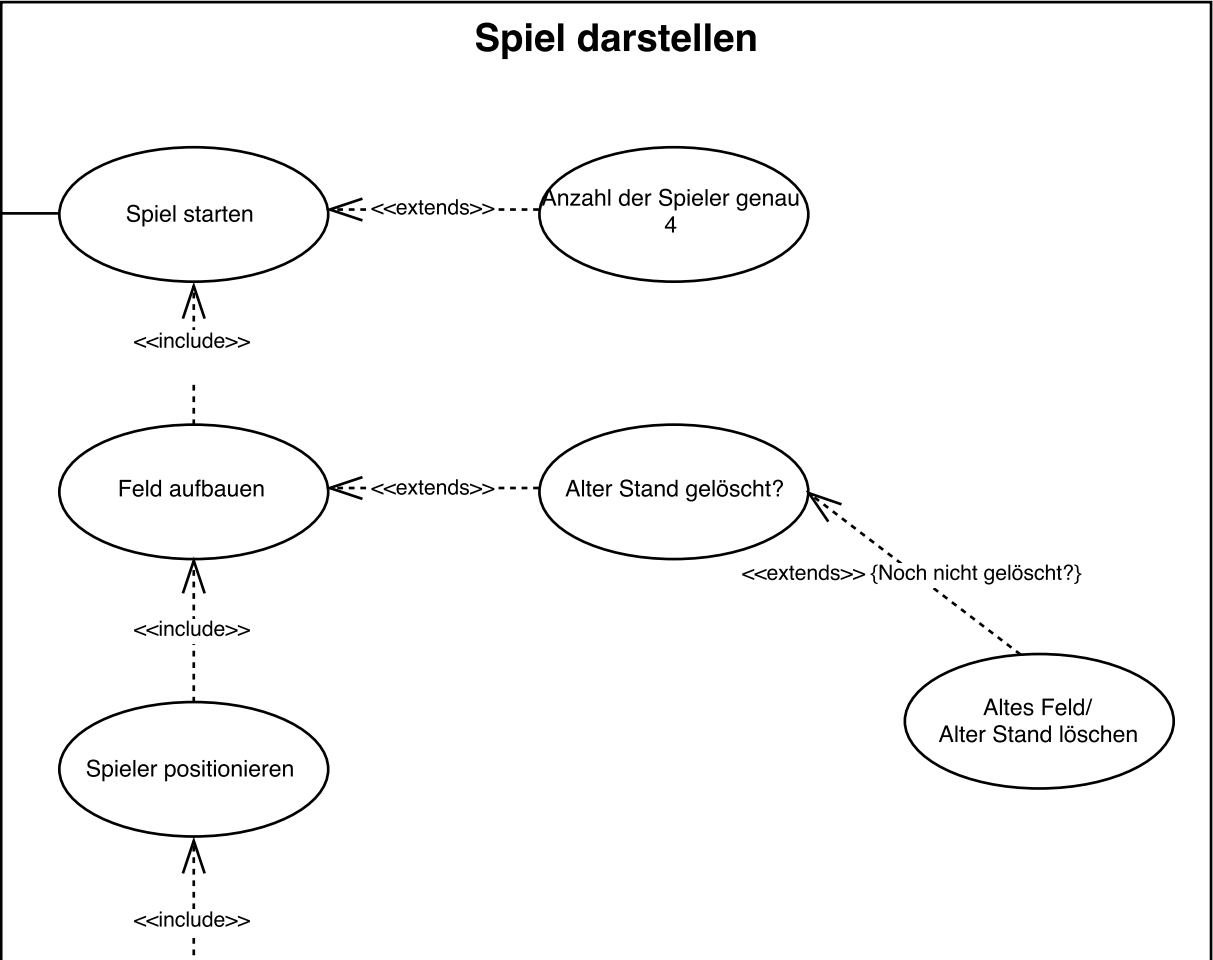 Spiel darstellen
Spiel starten
<<extends>>
Anzahl der Spieler genau
4
<<include>>
Feld aufbauen
<<extends>>
Alter Stand gelöscht?
<<extends>> {Noch nicht gelöscht?}
<<include>>
Altes Feld/
Alter Stand löschen
Spieler positionieren
<<include>>